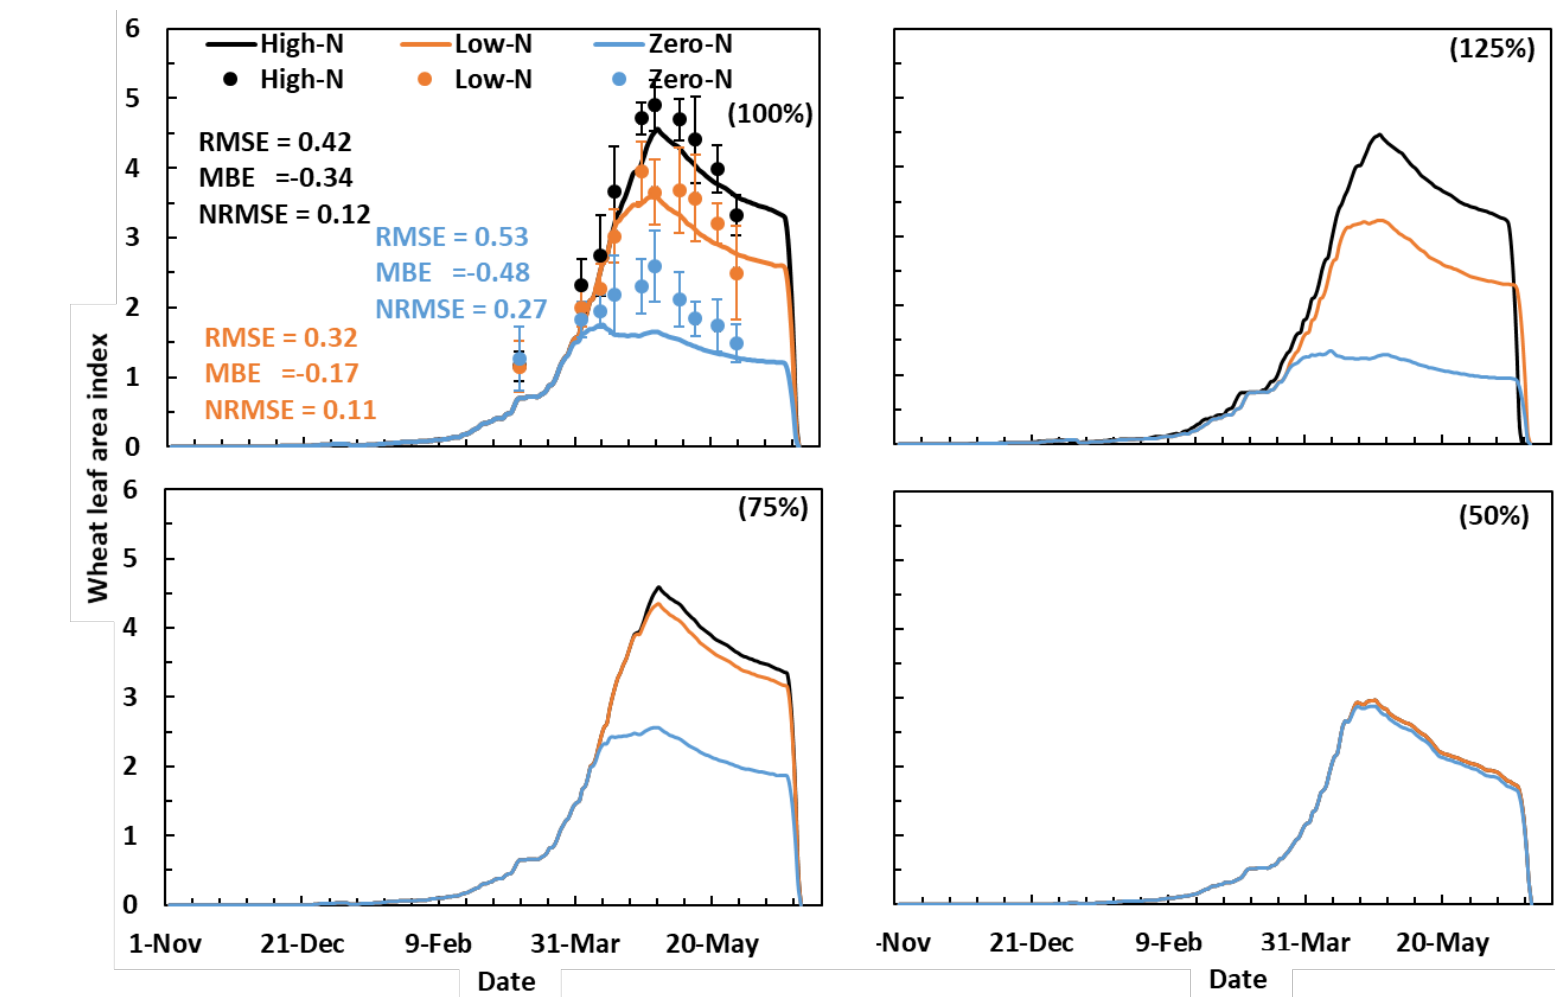 6
High-N Low-N Zero-N
High-N Low-N Zero-N
(100%)
5
RMSE = 0.42
MBE =-0.34
NRMSE = 0.12
4
RMSE = 0.53
MBE =-0.48
NRMSE = 0.27
3
2
RMSE = 0.32
MBE =-0.17
NRMSE = 0.11
1
0
(125%)
Wheat leaf area index
6
(75%)
5
4
3
2
1
0
1-Nov 21-Dec 9-Feb 31-Mar 20-May
Date
(50%)
-Nov 21-Dec 9-Feb 31-Mar 20-May
Date